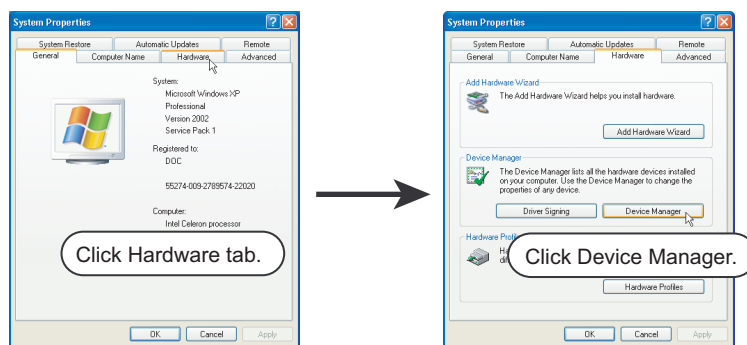 System Properties
System Restore Automatic Updates Remote
General Computer Name Hardware Advanced
System:
Microsoft Windows XP
Professional
Version 2002
Service Pack 1
Registered to:
DOC
55274-009-2789574-22020
Computer:
Intel Celeron processor
Click Hardware tab.
OK Cancel Apply
System Properties
System Restore Automatic Updates Remote
General Computer Name Hardware Advanced
Add Hardware Wizard
The Add Hardware Wizard helps you install hardware.
Add Hardware Wizard
Device Manager
The Device Manager lists all the hardware devices installed
on your computer. Use the Device Manager to change the
properties of any device.
Driver Signing Device Manager
Hardware
Click Device Manager.
Hardware Profiles
OK Cancel Apply